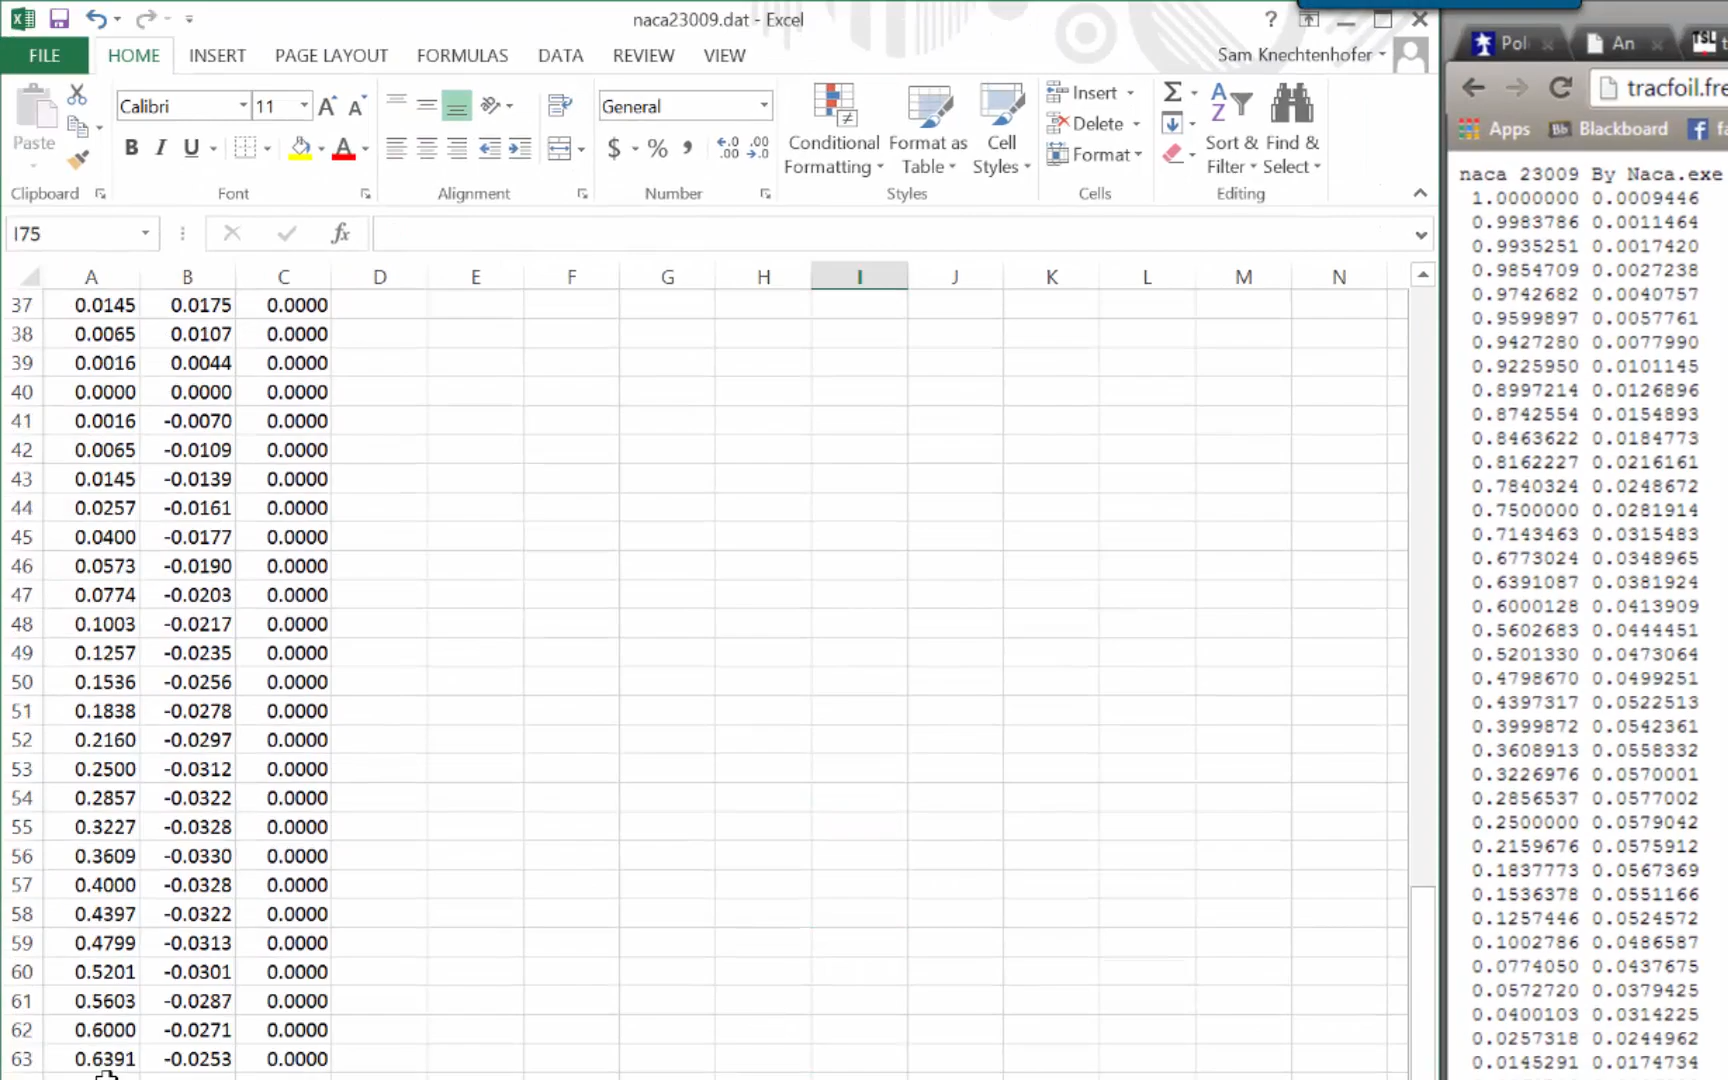 naca23009.dat - Excel
?
FILE HOME INSERT PAGE LAYOUT FORMULAS DATA REVIEW VIEW
Sam Knechtenhofer
Paste
Calibri 11
B I U
General
$ % ,
Conditional Formatting
Format as Table
Cell Styles
Insert
Delete
Format
Sort & Filter
Find & Select
Clipboard Font Alignment Number Styles Cells Editing
I75 fx
A B C D E F G H I J K L M N
37 0.0145 0.0175 0.0000
38 0.0065 0.0107 0.0000
39 0.0016 0.0044 0.0000
40 0.0000 0.0000 0.0000
41 0.0016 -0.0070 0.0000
42 0.0065 -0.0109 0.0000
43 0.0145 -0.0139 0.0000
44 0.0257 -0.0161 0.0000
45 0.0400 -0.0177 0.0000
46 0.0573 -0.0190 0.0000
47 0.0774 -0.0203 0.0000
48 0.1003 -0.0217 0.0000
49 0.1257 -0.0235 0.0000
50 0.1536 -0.0256 0.0000
51 0.1838 -0.0278 0.0000
52 0.2160 -0.0297 0.0000
53 0.2500 -0.0312 0.0000
54 0.2857 -0.0322 0.0000
55 0.3227 -0.0328 0.0000
56 0.3609 -0.0330 0.0000
57 0.4000 -0.0328 0.0000
58 0.4397 -0.0322 0.0000
59 0.4799 -0.0313 0.0000
60 0.5201 -0.0301 0.0000
61 0.5603 -0.0287 0.0000
62 0.6000 -0.0271 0.0000
63 0.6391 -0.0253 0.0000
Pol An TSL
tracfoil.fre
Apps Bb Blackboard f fa
naca 23009 By Naca.exe
1.0000000 0.0009446
0.9983786 0.0011464
0.9935251 0.0017420
0.9854709 0.0027238
0.9742682 0.0040757
0.9599897 0.0057761
0.9427280 0.0077990
0.9225950 0.0101145
0.8997214 0.0126896
0.8742554 0.0154893
0.8463622 0.0184773
0.8162227 0.0216161
0.7840324 0.0248672
0.7500000 0.0281914
0.7143463 0.0315483
0.6773024 0.0348965
0.6391087 0.0381924
0.6000128 0.0413909
0.5602683 0.0444451
0.5201330 0.0473064
0.4798670 0.0499251
0.4397317 0.0522513
0.3999872 0.0542361
0.3608913 0.0558332
0.3226976 0.0570001
0.2856537 0.0577002
0.2500000 0.0579042
0.2159676 0.0575912
0.1837773 0.0567369
0.1536378 0.0551166
0.1257446 0.0524572
0.1002786 0.0486587
0.0774050 0.0437675
0.0572720 0.0379425
0.0400103 0.0314225
0.0257318 0.0244962
0.0145291 0.0174734